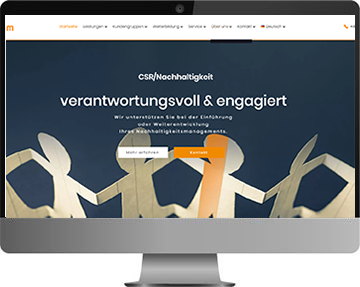 m Startseite Leistungen Kundengruppen Weiterbildung Service Über uns Kontakt Deutsch
CSR/Nachhaltigkeit
verantwortungsvoll & engagiert
Wir unterstützen Sie bei der Einführung
oder Weiterentwicklung
Ihres Nachhaltigkeitsmanagements.
Mehr erfahren Kontakt